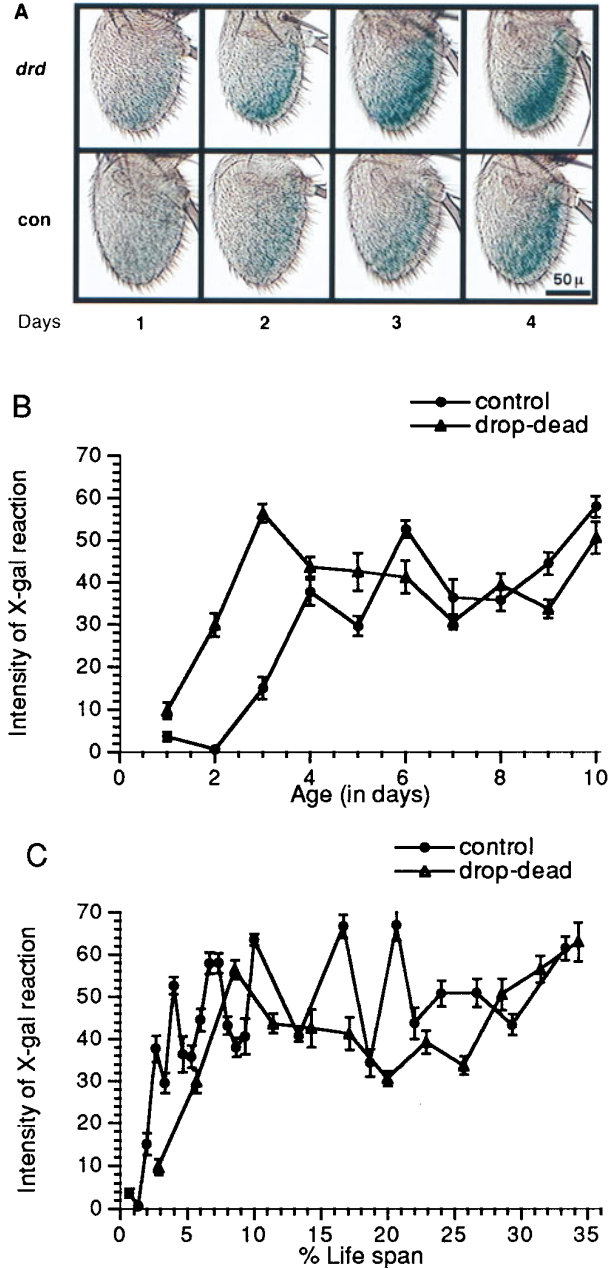 A
drd
con
50 μ
Days 1 2 3 4
B
control
drop-dead
Intensity of X-gal reaction
70
60
50
40
30
20
10
0
0 2 4 6 8 10
Age (in days)
C
control
drop-dead
Intensity of X-gal reaction
70
60
50
40
30
20
10
0
0 5 10 15 20 25 30 35
% Life span